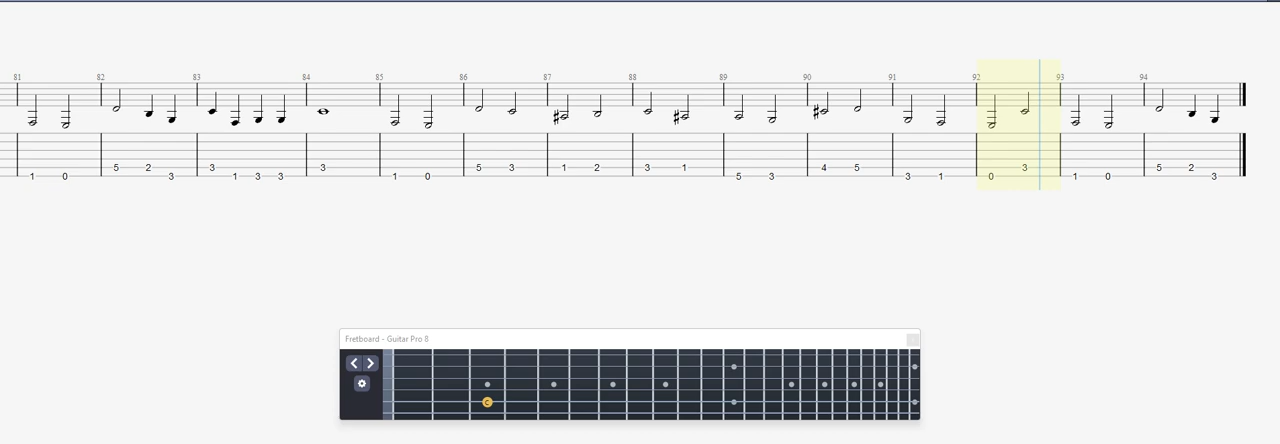 81 82 83 84 85 86 87 88 89 90 91 92 93 94
5 2 3 3 5 3 1 2 3 1 4 5 3 5 2
1 0 3 1 3 3 1 0 5 3 3 1 0 1 0 3
Fretboard - Guitar Pro 8
C